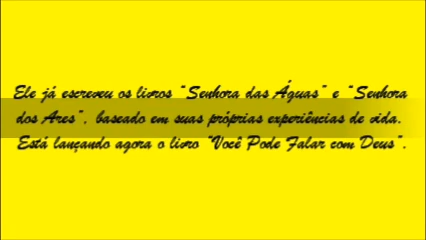 Ele já escreveu os livros "Senhora das Águas" e "Senhora
dos Ares", baseado em suas próprias experiências de vida.
Está lançando agora o livro "Você Pode Falar com Deus".